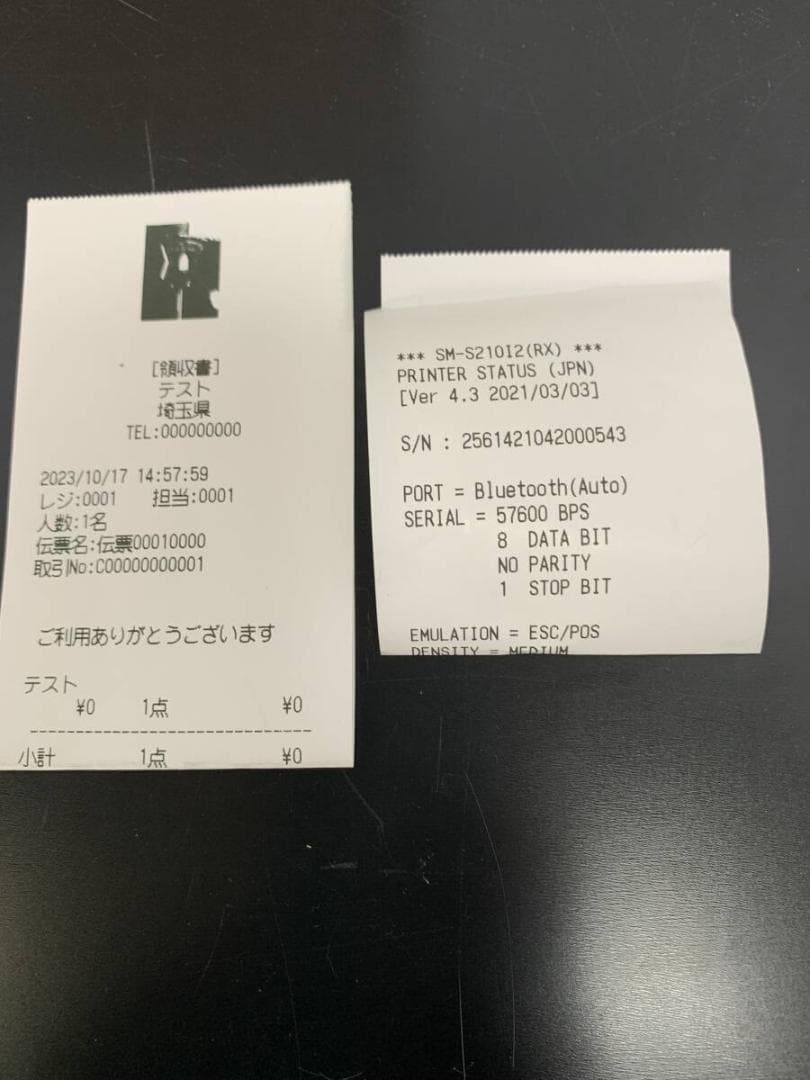 [領収書]
テスト
埼玉県
TEL:000000000
2023/10/17 14:57:59
レジ:0001 担当:0001
人数:1名
伝票名:伝票00010000
取引No:C00000000001
ご利用ありがとうございます
テスト
¥0 1点 ¥0
小計 1点 ¥0
*** SM-S210I2(RX) ***
PRINTER STATUS (JPN)
[Ver 4.3 2021/03/03]
S/N : 2561421042000543
PORT = Bluetooth(Auto)
SERIAL = 57600 BPS
8 DATA BIT
NO PARITY
1 STOP BIT
EMULATION = ESC/POS
DENSITY = MEDIUM